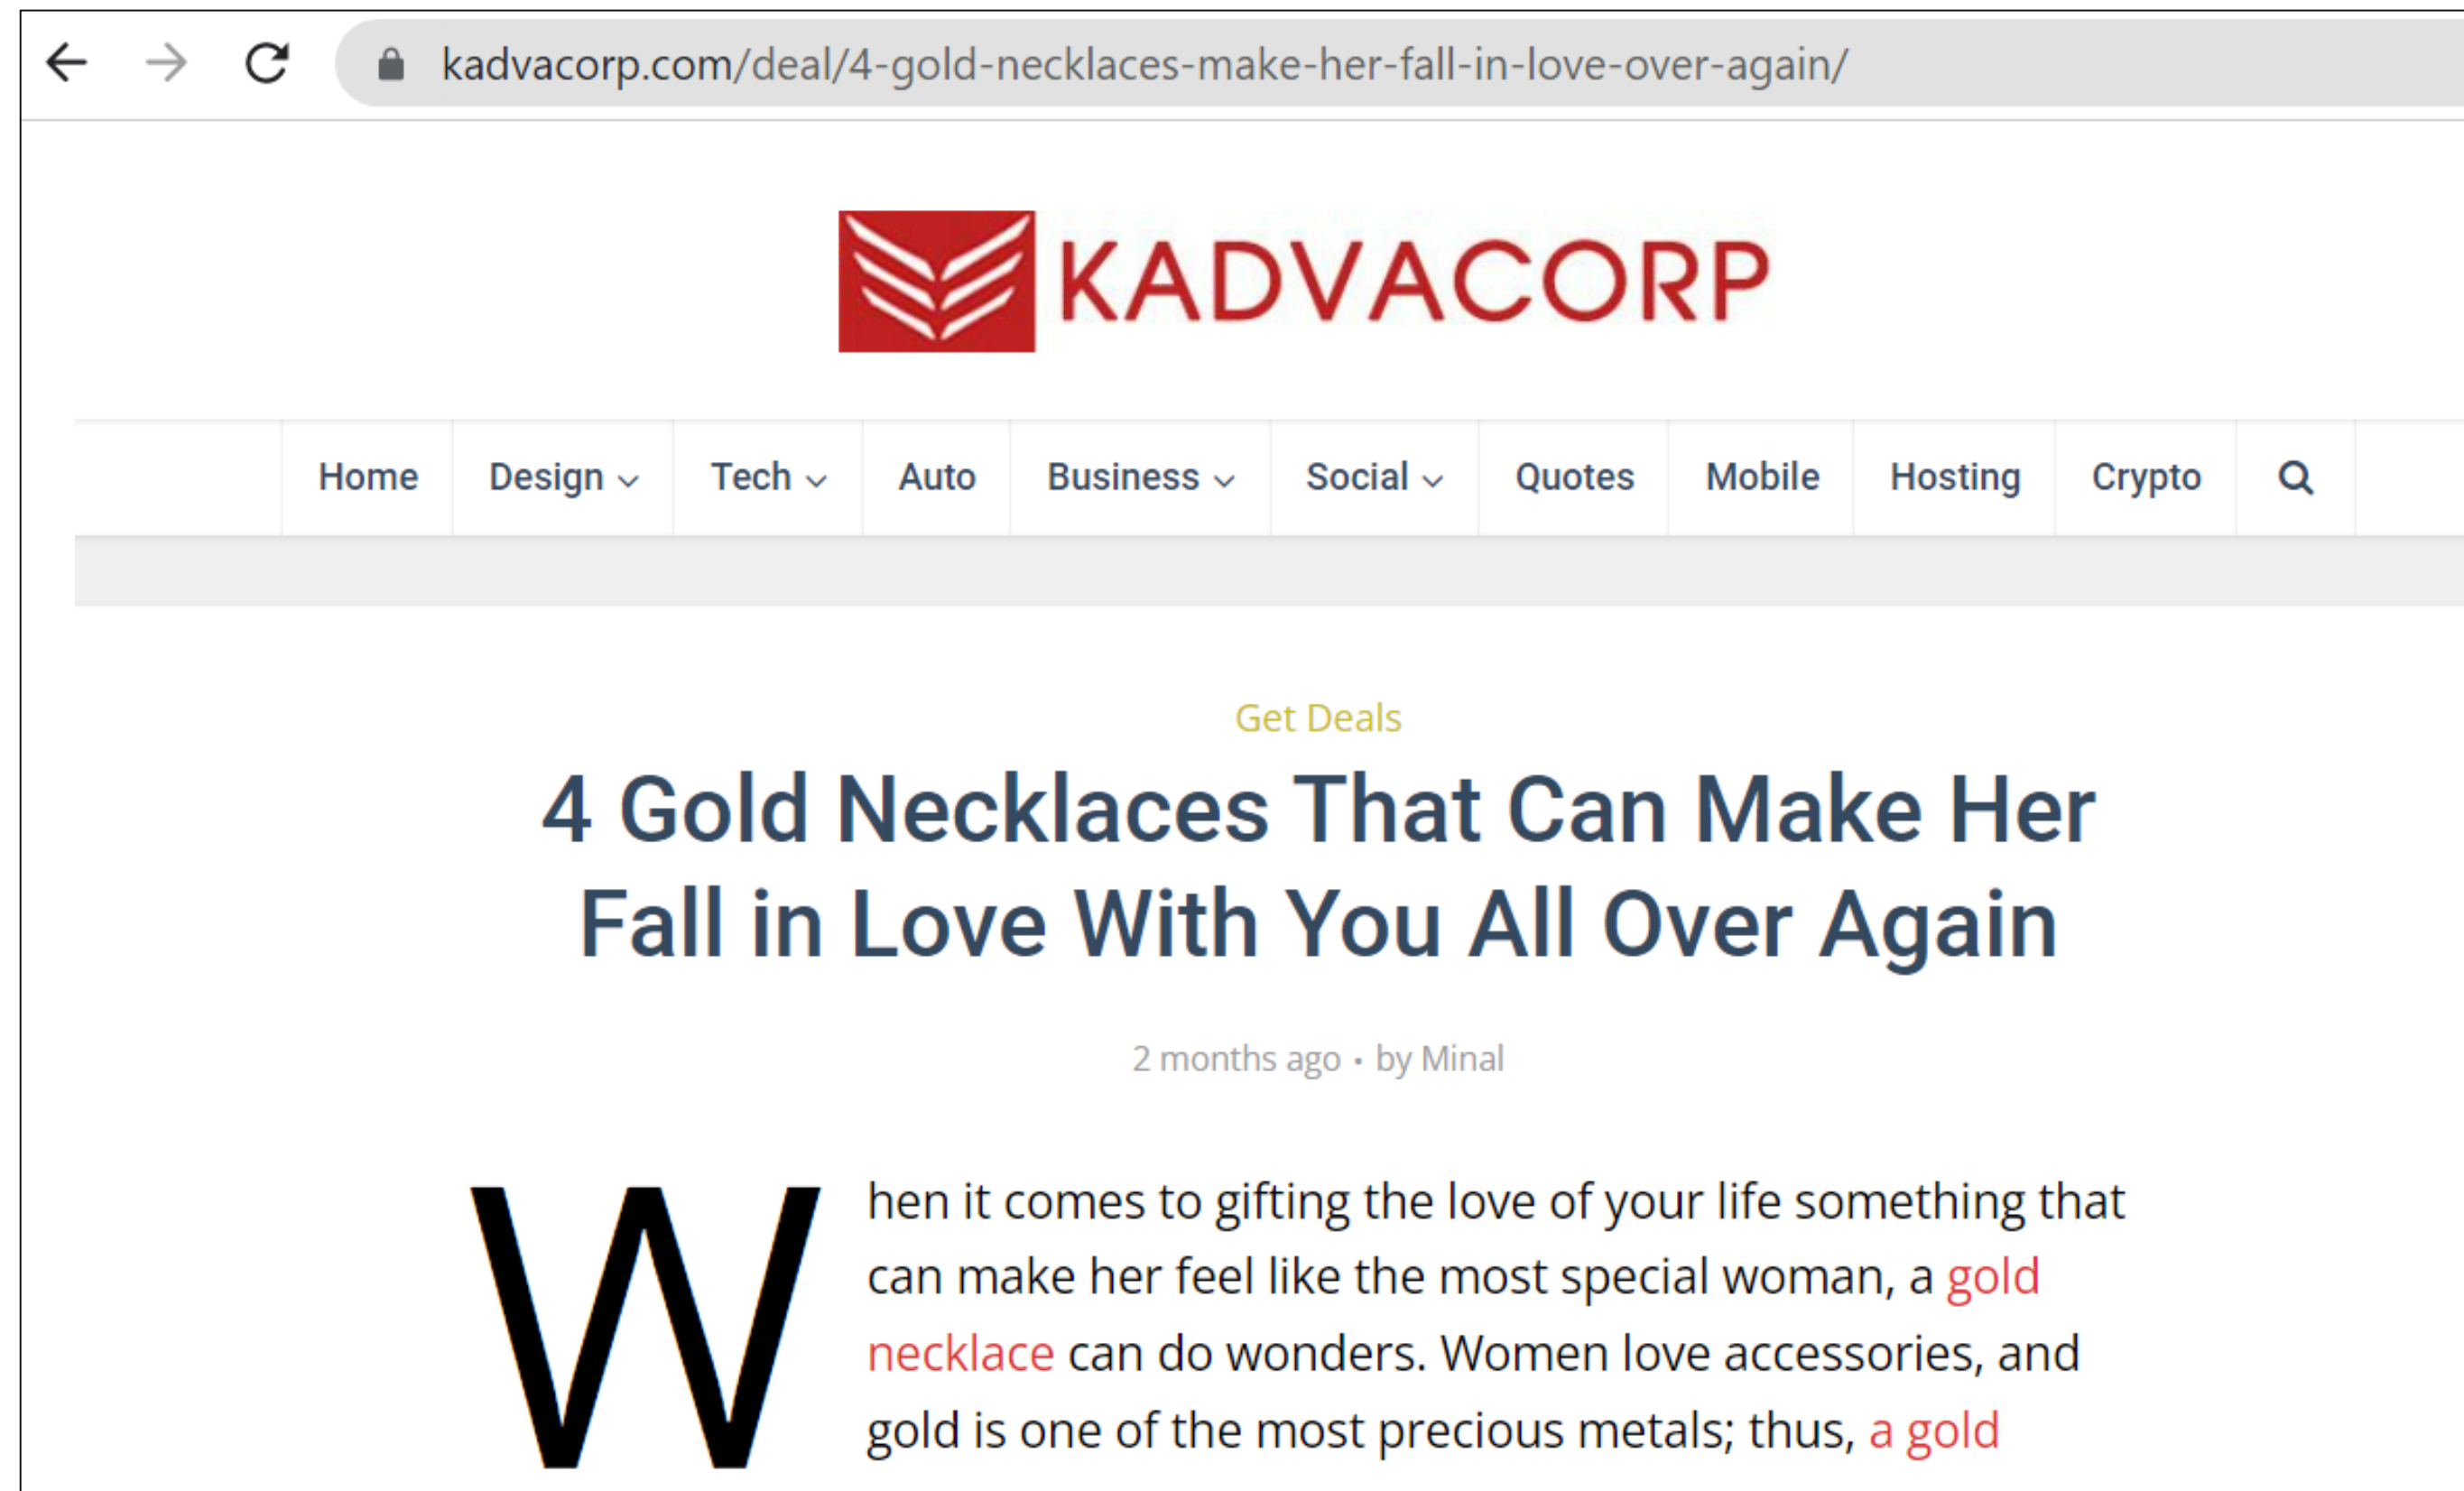 kadvacorp.com/deal/4-gold-necklaces-make-her-fall-in-love-over-again/
KADVACORP
Home Design Tech Auto Business Social Quotes Mobile Hosting Crypto
Get Deals
4 Gold Necklaces That Can Make Her
Fall in Love With You All Over Again
2 months ago • by Minal
When it comes to gifting the love of your life something that
can make her feel like the most special woman, a gold
necklace can do wonders. Women love accessories, and
gold is one of the most precious metals; thus, a gold